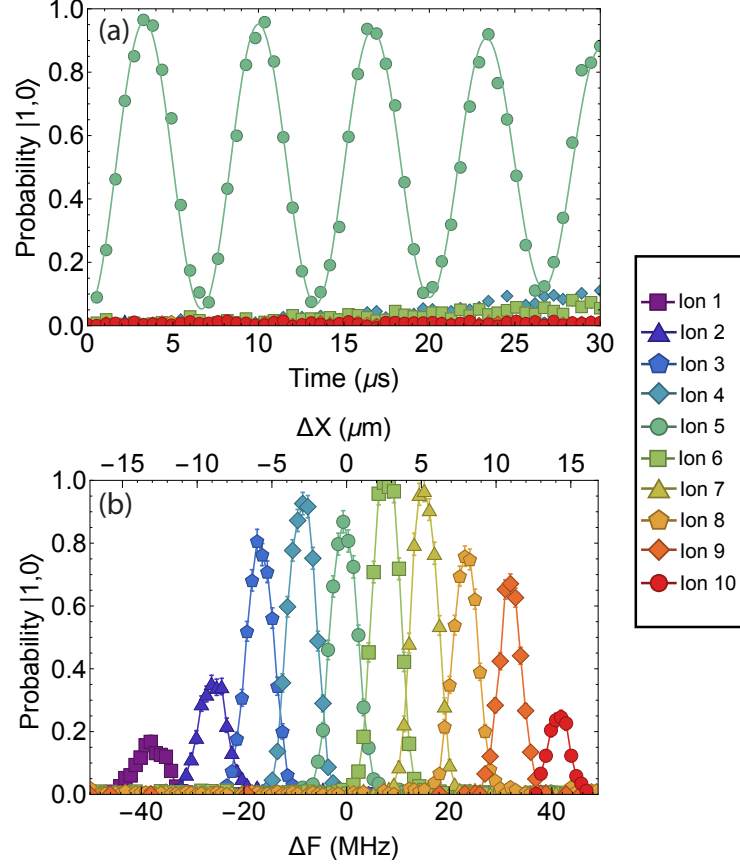 (a)
Probability |1,0⟩
1.0
0.8
0.6
0.4
0.2
0.0
0 5 10 15 20 25 30
Time (μs)
Ion 1
Ion 2
Ion 3
Ion 4
Ion 5
Ion 6
Ion 7
Ion 8
Ion 9
Ion 10
ΔX (μm)
−15 −10 −5 0 5 10 15
(b)
Probability |1,0⟩
1.0
0.8
0.6
0.4
0.2
0.0
−40 −20 0 20 40
ΔF (MHz)